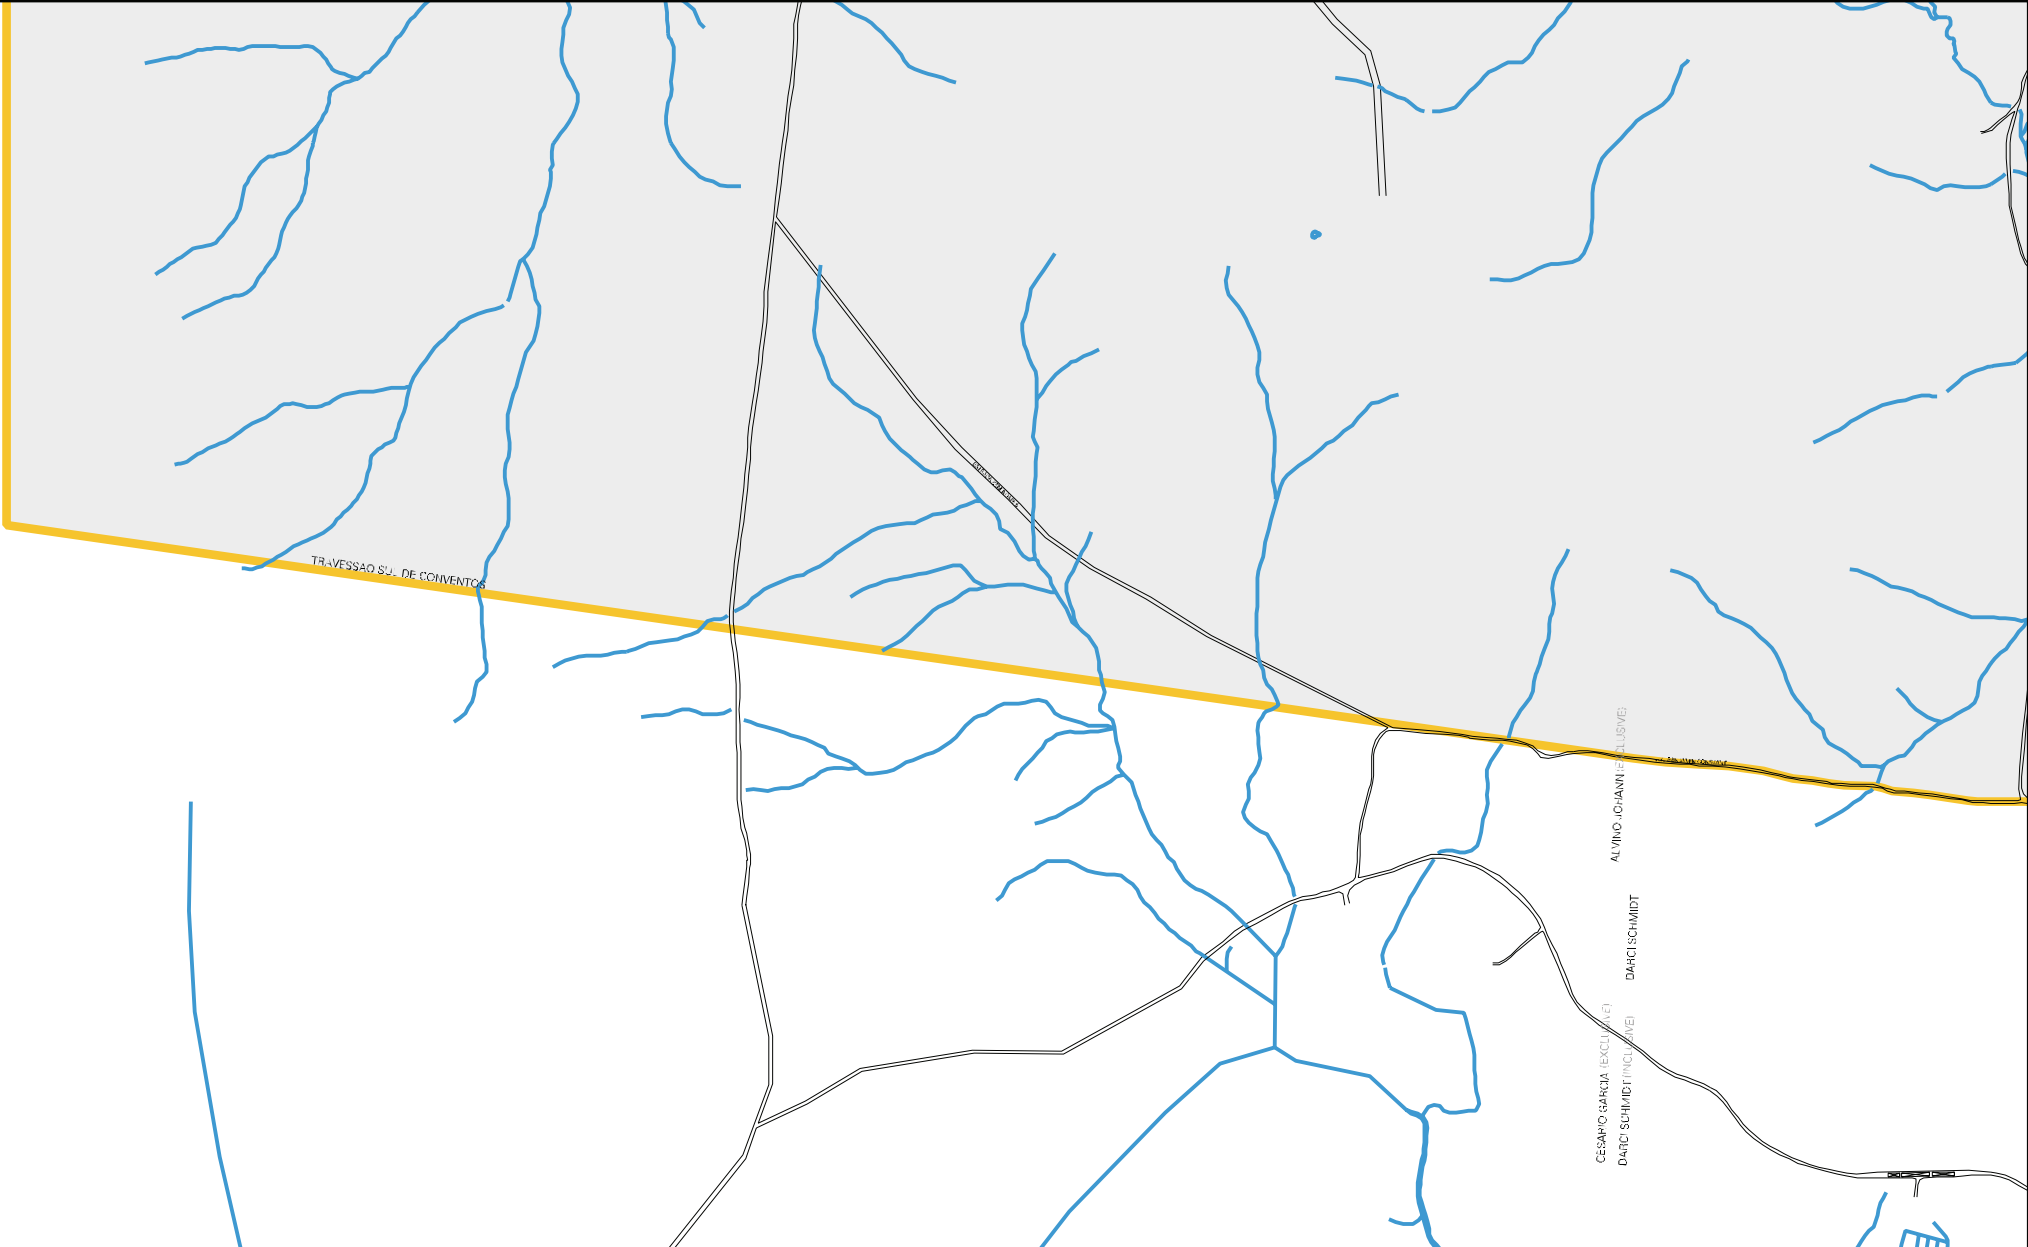 TRAVESSAO SUL DE CONVENTOS
ALVINO JOHANN (EXCLUSIVE)
DARCI SCHMIDT
CESARIO GARCIA (EXCLUSIVE)
DARCI SCHMIDT (INCLUSIVE)